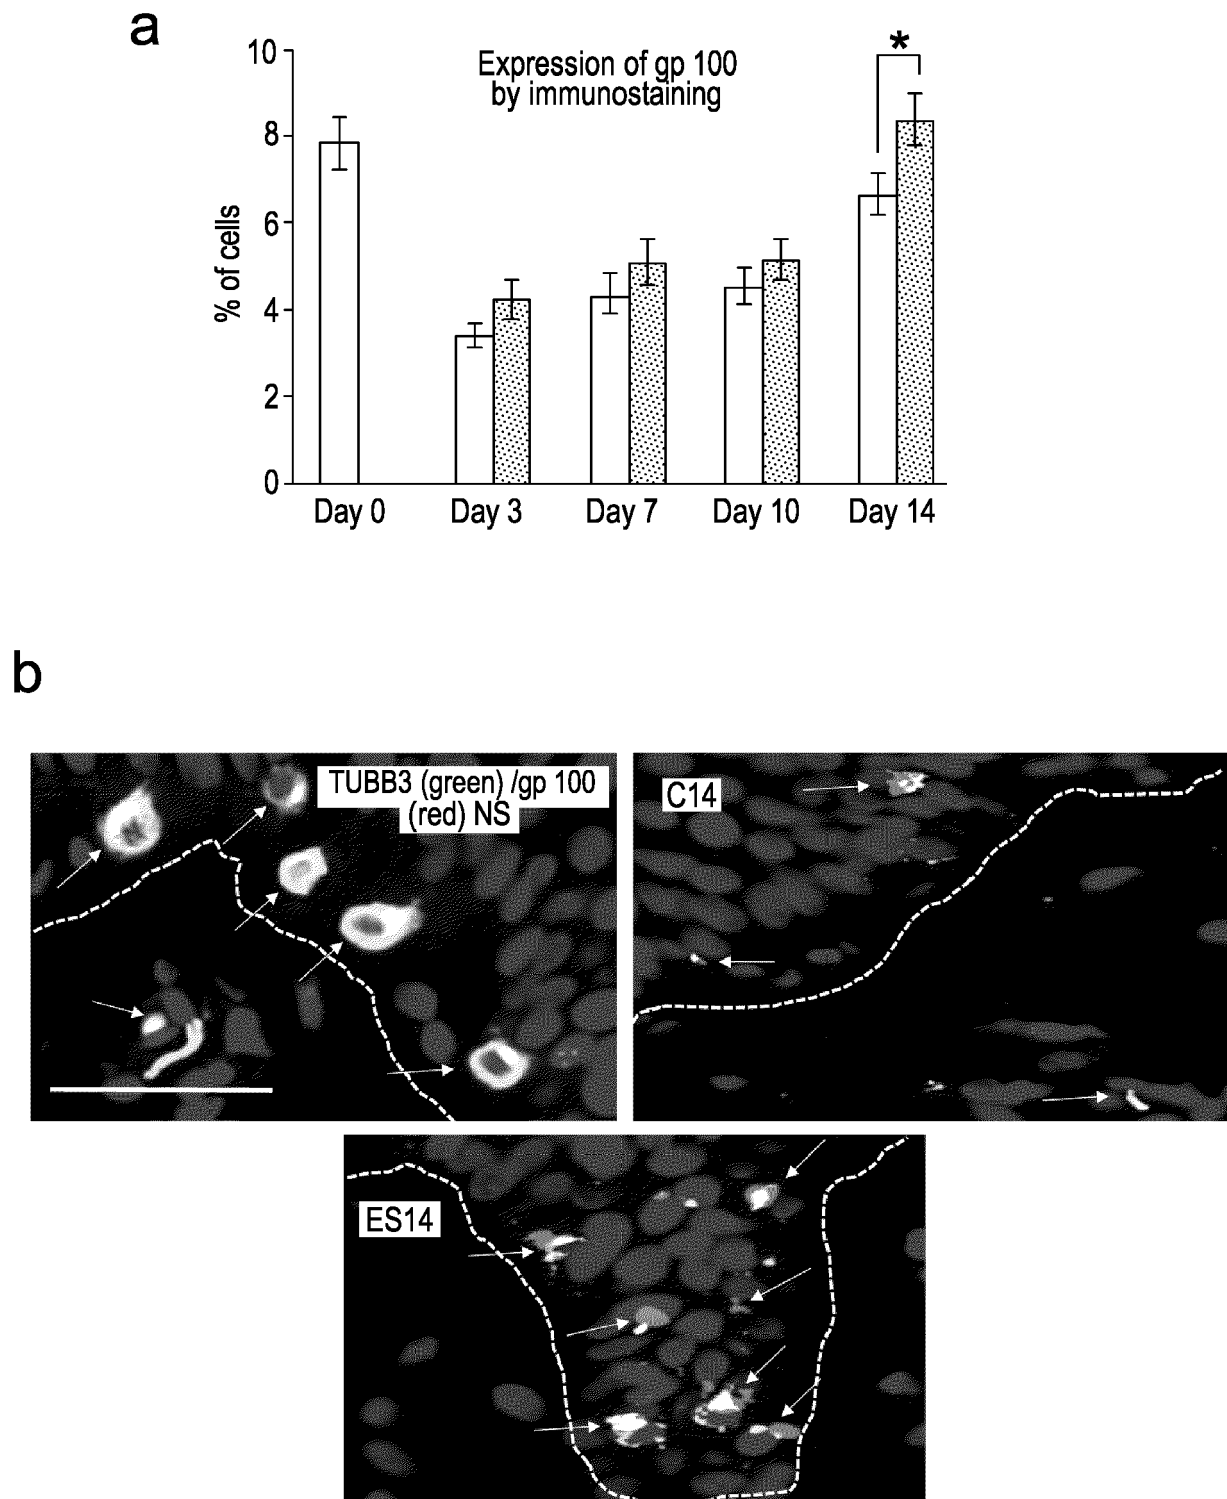 a
Expression of gp 100
by immunostaining
*
% of cells
10
8
6
4
2
0
Day 0
Day 3
Day 7
Day 10
Day 14
b
TUBB3 (green) /gp 100
(red) NS
C14
ES14